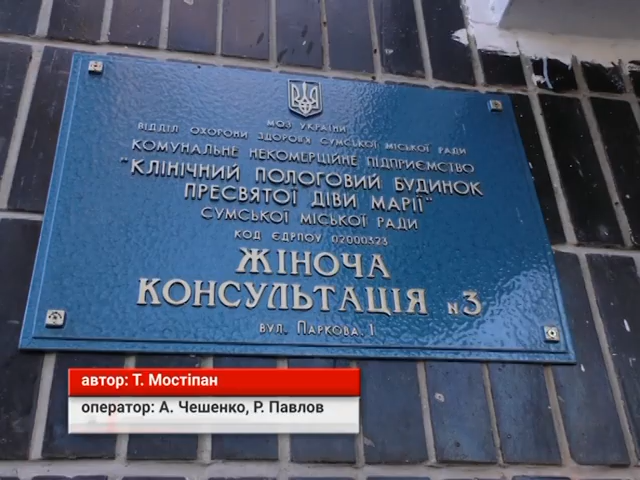 МОЗ УКРАЇНИ
ВІДДІЛ ОХОРОНИ ЗДОРОВ'Я СУМСЬКОЇ МІСЬКОЇ РАДИ
КОМУНАЛЬНЕ НЕКОМЕРЦІЙНЕ ПІДПРИЄМСТВО
"КЛІНІЧНИЙ ПОЛОГОВИЙ БУДИНОК
ПРЕСВЯТОЇ ДІВИ МАРІЇ"
СУМСЬКОЇ МІСЬКОЇ РАДИ
КОД ЄДРПОУ 02000323
ЖІНОЧА
КОНСУЛЬТАЦІЯ №3
ВУЛ. ПАРКОВА, 1
автор: Т. Мостіпан
оператор: А. Чешенко, Р. Павлов